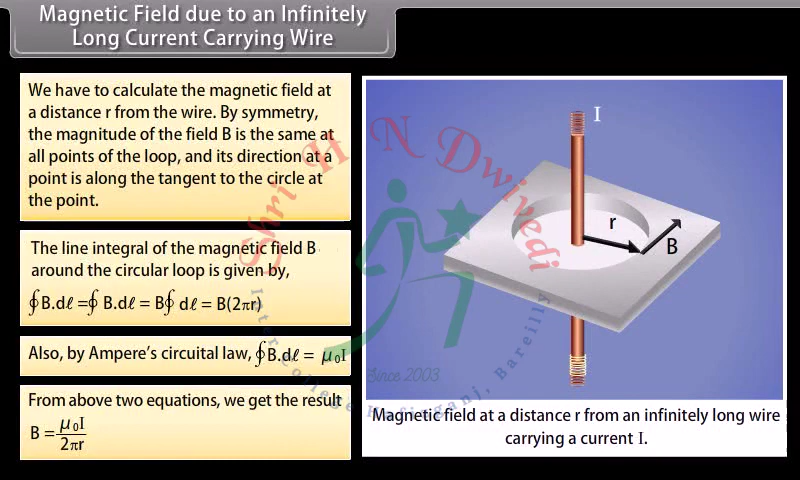 Magnetic Field due to an Infinitely
Long Current Carrying Wire
We have to calculate the magnetic field at
a distance r from the wire. By symmetry,
the magnitude of the field B is the same at
all points of the loop, and its direction at a
point is along the tangent to the circle at
the point.
The line integral of the magnetic field B
around the circular loop is given by,
∮B.dℓ =∮ B.dℓ = B∮ dℓ = B(2πr)
Also, by Ampere's circuital law, ∮B.dℓ = μ₀I
From above two equations, we get the result
B = μ₀I
2πr
I
r
B
Magnetic field at a distance r from an infinitely long wire
carrying a current I.
Shri H N Dwivedi
Inter College Hafizganj, Bareilly
Since 2003